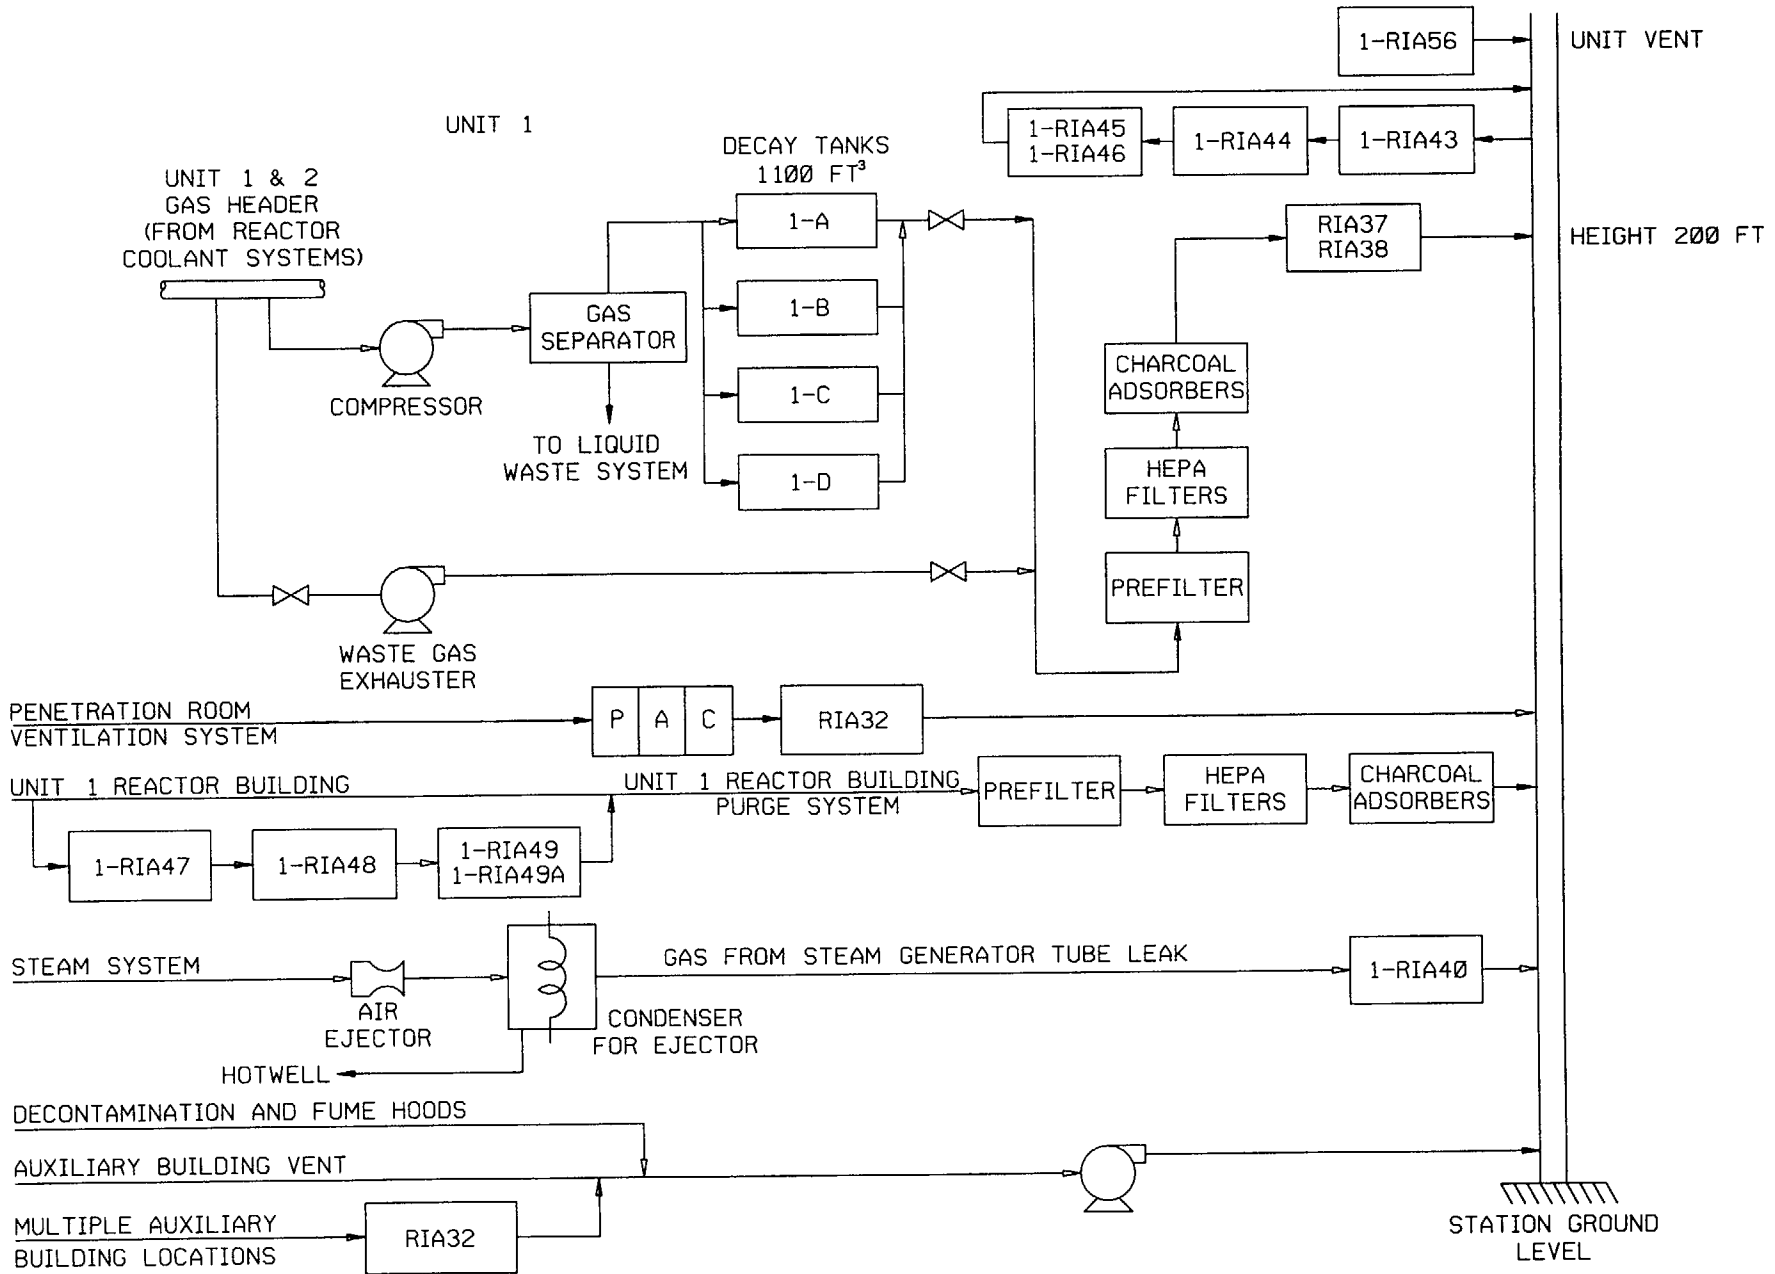 1-RIA56
UNIT VENT
UNIT 1
1-RIA45
1-RIA46
1-RIA44
1-RIA43
DECAY TANKS
1100 FT³
UNIT 1 & 2
GAS HEADER
(FROM REACTOR
COOLANT SYSTEMS)
1-A
RIA37
RIA38
HEIGHT 200 FT
1-B
GAS
SEPARATOR
CHARCOAL
ADSORBERS
COMPRESSOR
1-C
TO LIQUID
WASTE SYSTEM
1-D
HEPA
FILTERS
PREFILTER
WASTE GAS
EXHAUSTER
PENETRATION ROOM
VENTILATION SYSTEM
P A C
RIA32
UNIT 1 REACTOR BUILDING
UNIT 1 REACTOR BUILDING
PURGE SYSTEM
PREFILTER
HEPA
FILTERS
CHARCOAL
ADSORBERS
1-RIA47
1-RIA48
1-RIA49
1-RIA49A
STEAM SYSTEM
GAS FROM STEAM GENERATOR TUBE LEAK
1-RIA40
AIR
EJECTOR
CONDENSER
FOR EJECTOR
HOTWELL
DECONTAMINATION AND FUME HOODS
AUXILIARY BUILDING VENT
MULTIPLE AUXILIARY
BUILDING LOCATIONS
RIA32
STATION GROUND
LEVEL